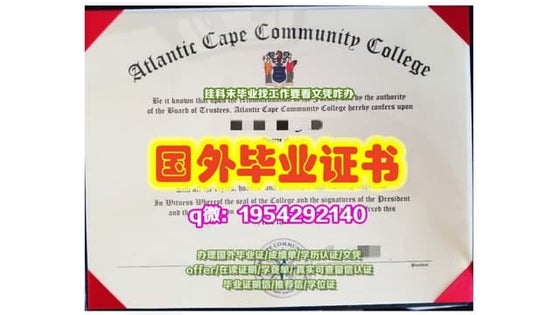 Atlantic Cape Community College
挂科未毕业找工作要看文凭咋办
Be it known that upon the
by the authority
of the Board of Trustees, Atlantic Cape Community College hereby confers upon
国外毕业证书
In Witness Whereof the seal of the College and the signatures of the President
and the
fixed this
q微：1954292140
办理国外毕业证/成绩单/学历认证/文凭
offer/在读证明/学费单/真实可查留信认证
President
毕业证明信/推荐信/学位证